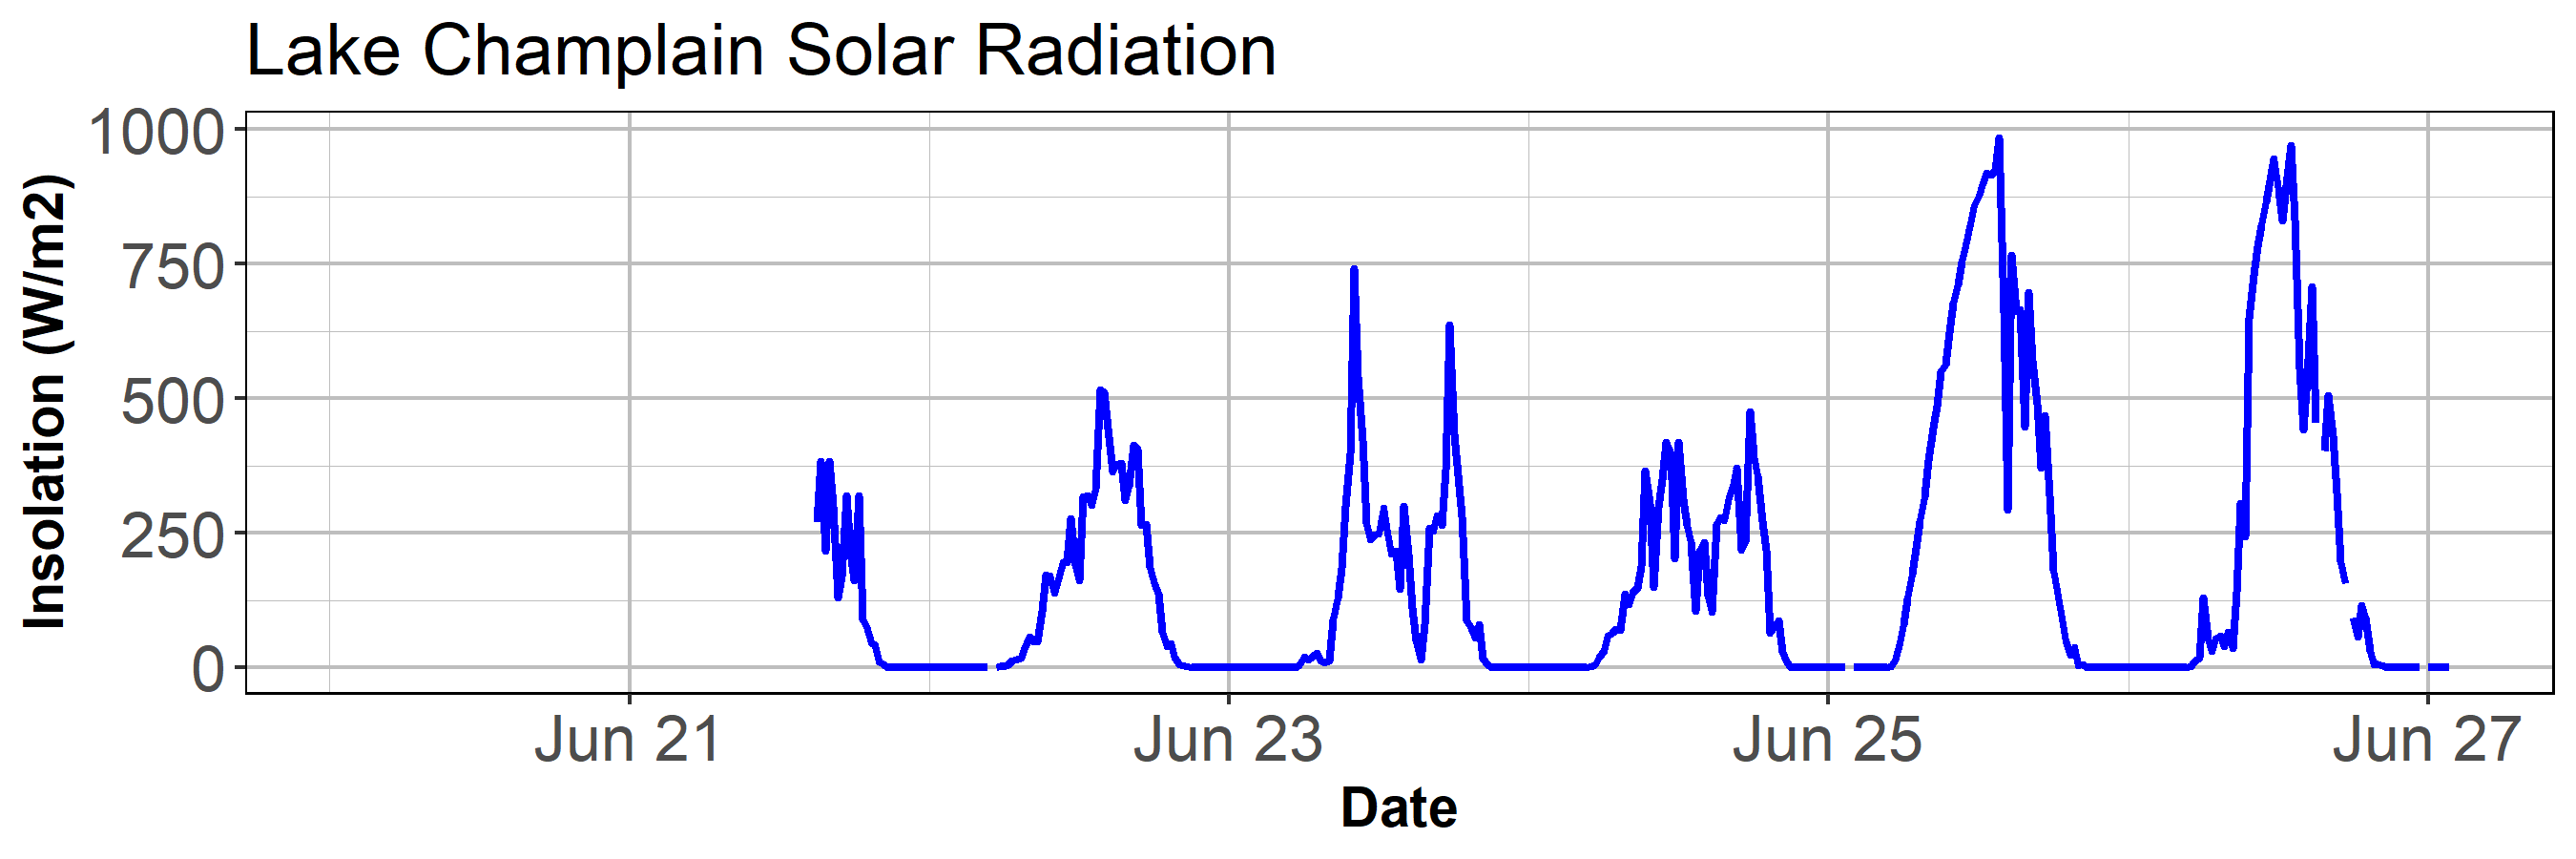 Lake Champlain Solar Radiation
Insolation (W/m2)
1000
750
500
250
0
Jun 21
Jun 23
Jun 25
Jun 27
Date